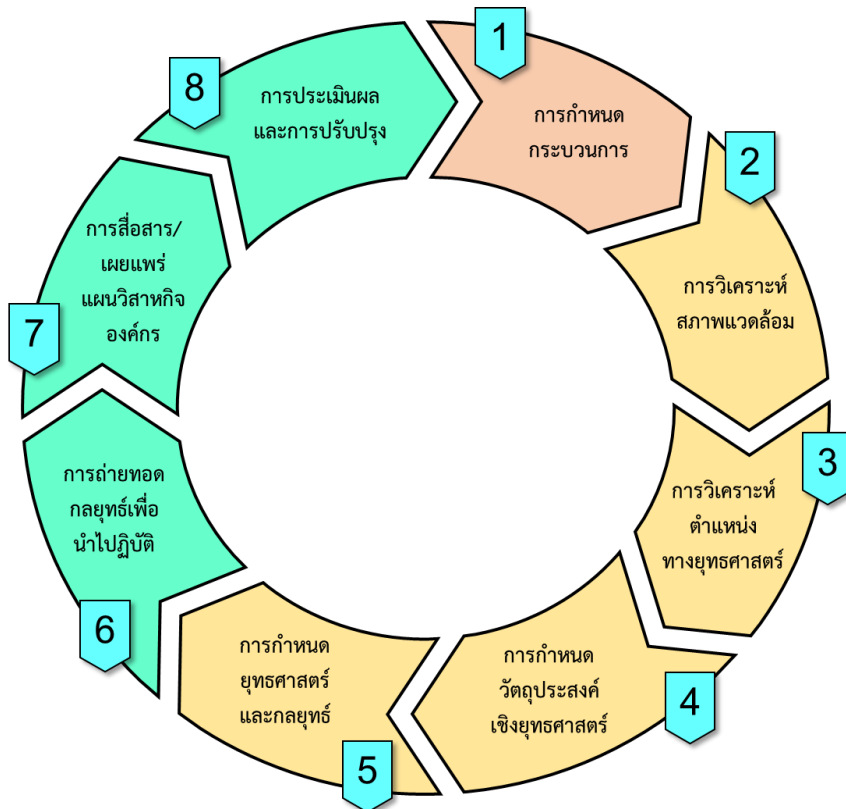 1
การกำหนด
กระบวนการ
2
การวิเคราะห์
สภาพแวดล้อม
3
การวิเคราะห์
ตำแหน่ง
ทางยุทธศาสตร์
4
การกำหนด
วัตถุประสงค์
เชิงยุทธศาสตร์
5
การกำหนด
ยุทธศาสตร์
และกลยุทธ์
6
การถ่ายทอด
กลยุทธ์เพื่อ
นำไปฏิบัติ
7
การสื่อสาร/
เผยแพร่
แผนวิสาหกิจ
องค์กร
8
การประเมินผล
และการปรับปรุง